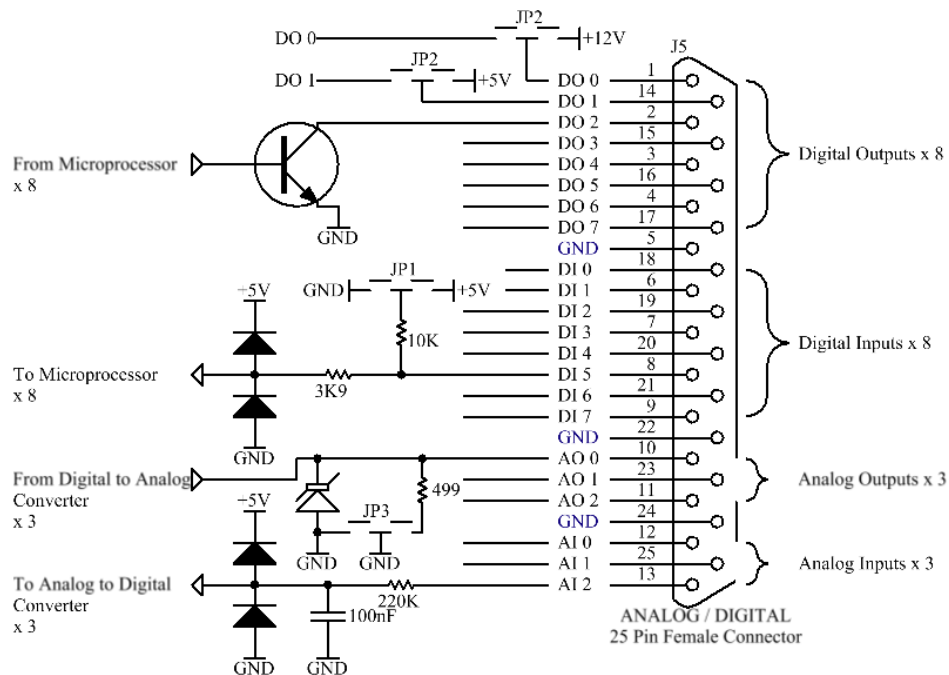 JP2
DO 0
+12V
J5
JP2
DO 1
+5V
DO 0 1
DO 1 14
DO 2 2
DO 3 15
DO 4 3
DO 5 16
DO 6 4
DO 7 17
GND 5
DI 0 18
DI 1 6
DI 2 19
DI 3 7
DI 4 20
DI 5 8
DI 6 21
DI 7 9
GND 22
AO 0 10
AO 1 23
AO 2 11
GND 24
AI 0 12
AI 1 25
AI 2 13
Digital Outputs x 8
Digital Inputs x 8
Analog Outputs x 3
Analog Inputs x 3
From Microprocessor
x 8
GND
JP1
GND
+5V
+5V
10K
To Microprocessor
x 8
3K9
GND
From Digital to Analog
Converter
x 3
499
JP3
+5V
GND
GND
To Analog to Digital
Converter
x 3
220K
100nF
GND
GND
ANALOG / DIGITAL
25 Pin Female Connector